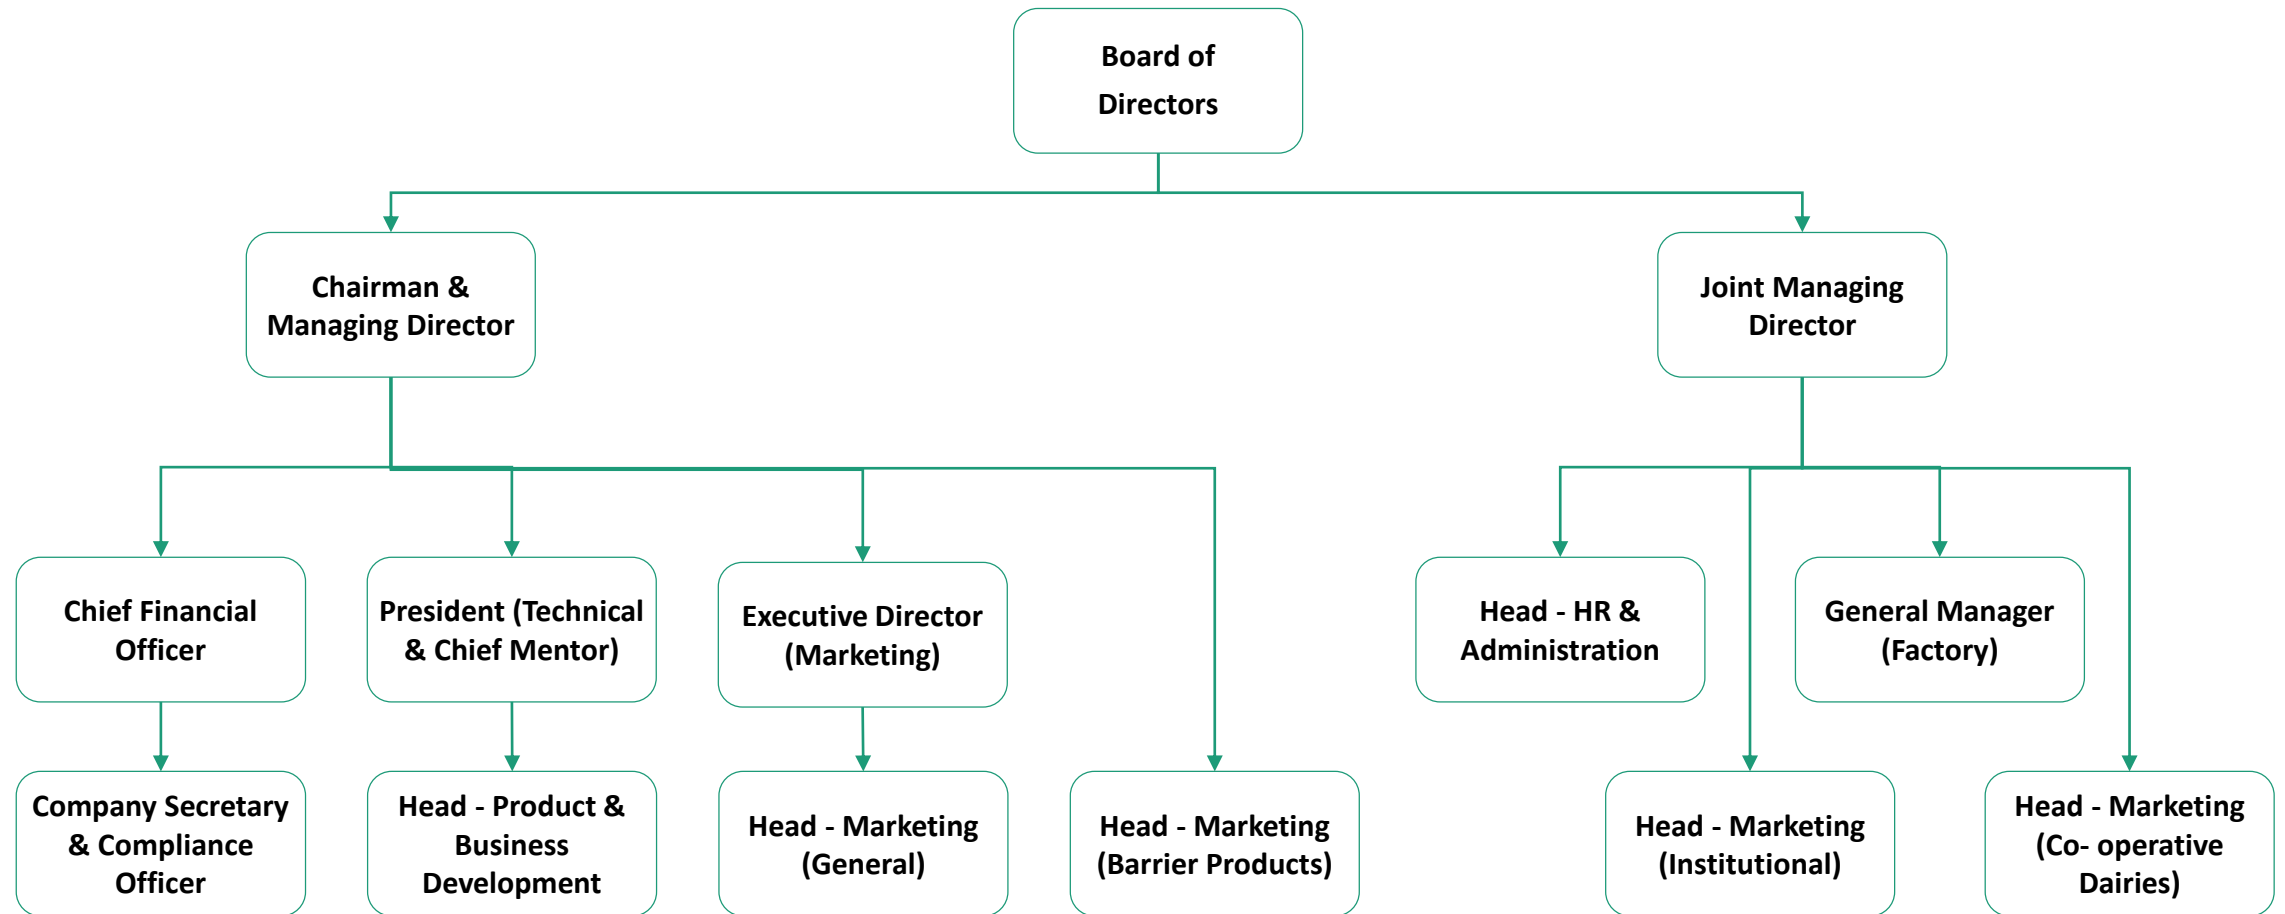 Board of
Directors
Chairman &
Managing Director
Joint Managing
Director
Chief Financial
Officer
President (Technical
& Chief Mentor)
Executive Director
(Marketing)
Head - HR &
Administration
General Manager
(Factory)
Company Secretary
& Compliance
Officer
Head - Product &
Business
Development
Head - Marketing
(General)
Head - Marketing
(Barrier Products)
Head - Marketing
(Institutional)
Head - Marketing
(Co- operative
Dairies)